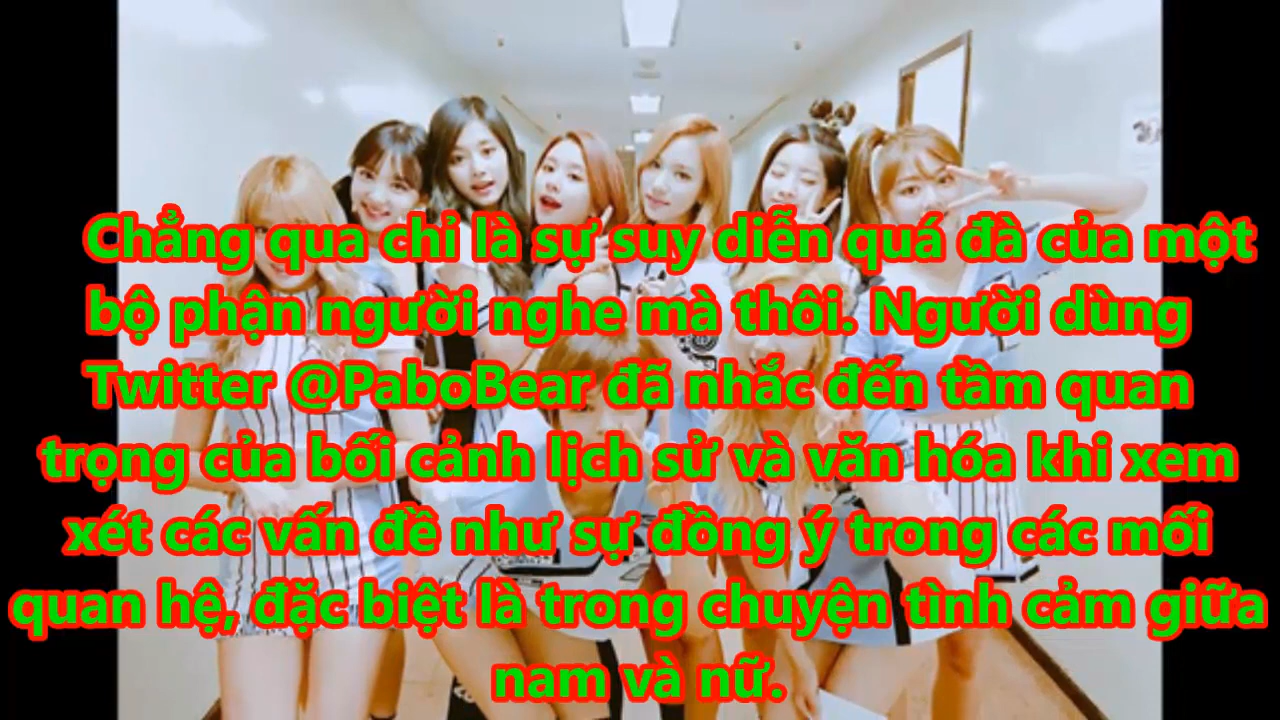 Chẳng qua chỉ là sự suy diễn quá đà của một
bộ phận người nghe mà thôi. Người dùng
Twitter @PaboBear đã nhắc đến tầm quan
trọng của bối cảnh lịch sử và văn hóa khi xem
xét các vấn đề như sự đồng ý trong các mối
quan hệ, đặc biệt là trong chuyện tình cảm giữa
nam và nữ.